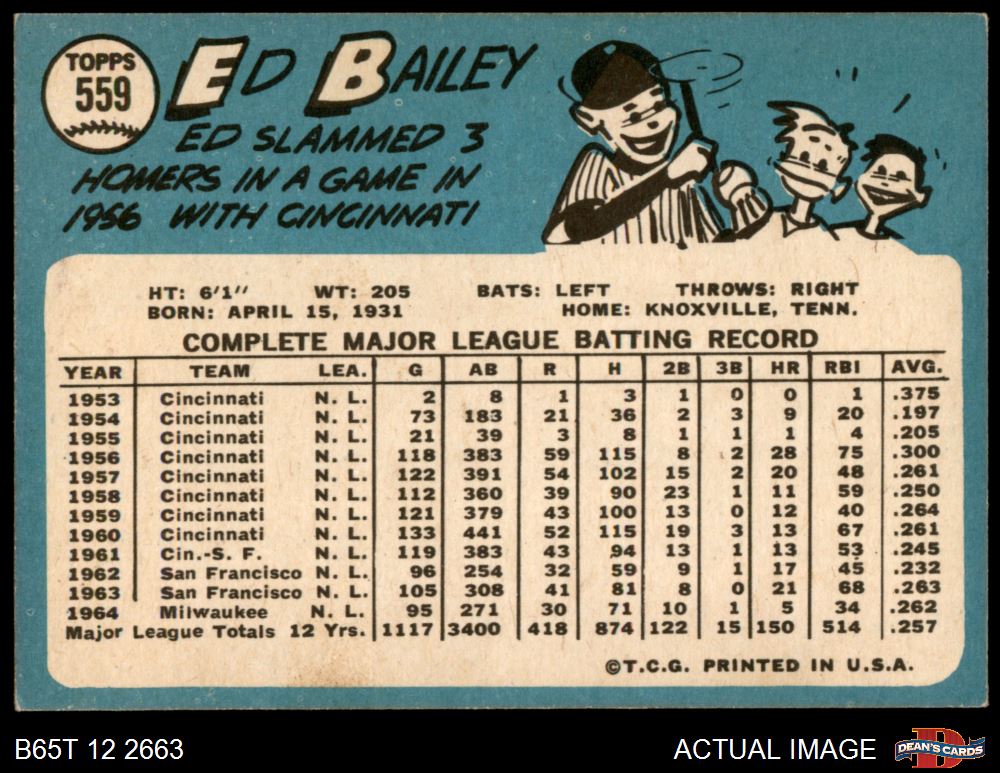 TOPPS
559
ED BAILEY
ED SLAMMED 3
HOMERS IN A GAME IN
1956 WITH CINCINNATI
HT: 6'1" WT: 205 BATS: LEFT THROWS: RIGHT
BORN: APRIL 15, 1931 HOME: KNOXVILLE, TENN.
COMPLETE MAJOR LEAGUE BATTING RECORD
YEAR TEAM LEA. G AB R H 2B 3B HR RBI AVG.
1953 Cincinnati N. L. 2 8 1 3 1 0 0 1 .375
1954 Cincinnati N. L. 73 183 21 36 2 3 9 20 .197
1955 Cincinnati N. L. 21 39 3 8 1 1 1 4 .205
1956 Cincinnati N. L. 118 383 59 115 8 2 28 75 .300
1957 Cincinnati N. L. 122 391 54 102 15 2 20 48 .261
1958 Cincinnati N. L. 112 360 39 90 23 1 11 59 .250
1959 Cincinnati N. L. 121 379 43 100 13 0 12 40 .264
1960 Cincinnati N. L. 133 441 52 115 19 3 13 67 .261
1961 Cin.-S. F. N. L. 119 383 43 94 13 1 13 53 .245
1962 San Francisco N. L. 96 254 32 59 9 1 17 45 .232
1963 San Francisco N. L. 105 308 41 81 8 0 21 68 .263
1964 Milwaukee N. L. 95 271 30 71 10 1 5 34 .262
Major League Totals 12 Yrs. 1117 3400 418 874 122 15 150 514 .257
©T.C.G. PRINTED IN U.S.A.
B65T 12 2663 ACTUAL IMAGE D DEAN'S CARDS